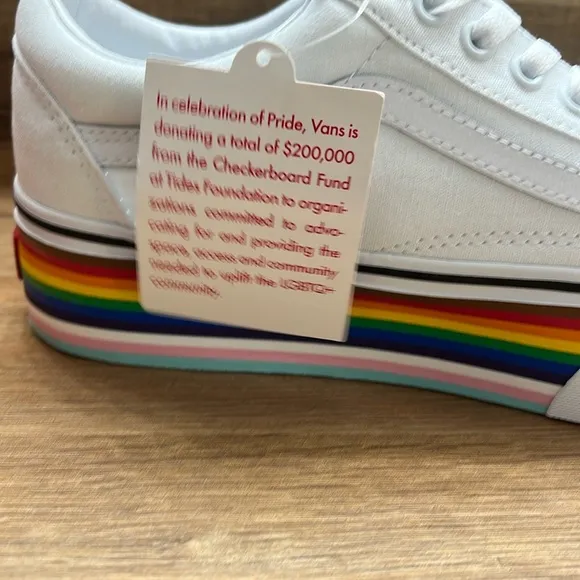 In celebration of Pride, Vans is
donating a total of $200,000
from the Checkerboard Fund
at Tides Foundation to organi-
zations committed to advo-
cating for and providing the
space, access and community
needed to uplift the LGBTQ+
community.